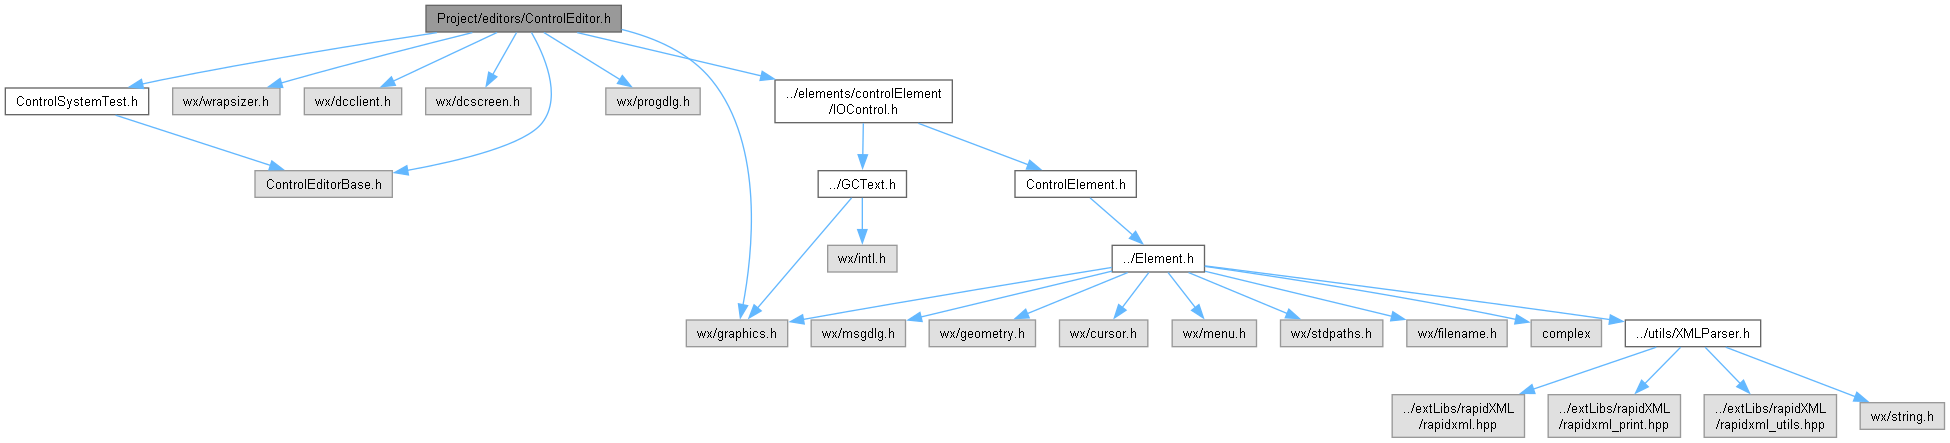 Project/editors/ControlEditor.h
ControlSystemTest.h
wx/wrapsizer.h
wx/dcclient.h
wx/dcscreen.h
wx/progdlg.h
../elements/controlElement
/IOControl.h
ControlEditorBase.h
../GCText.h
ControlElement.h
wx/intl.h
../Element.h
wx/graphics.h
wx/msgdlg.h
wx/geometry.h
wx/cursor.h
wx/menu.h
wx/stdpaths.h
wx/filename.h
complex
../utils/XMLParser.h
../extLibs/rapidXML
/rapidxml.hpp
../extLibs/rapidXML
/rapidxml_print.hpp
../extLibs/rapidXML
/rapidxml_utils.hpp
wx/string.h